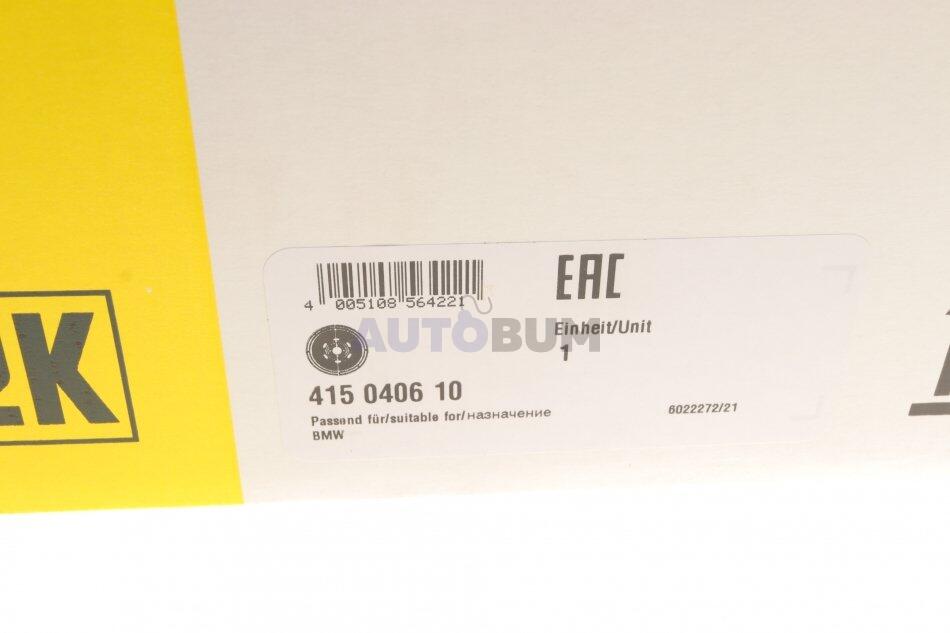 EAC
4 005108 564221
AUTOBUM
Einheit/Unit
1
415 0406 10
Passend für/suitable for/назначение
BMW
6022272/21